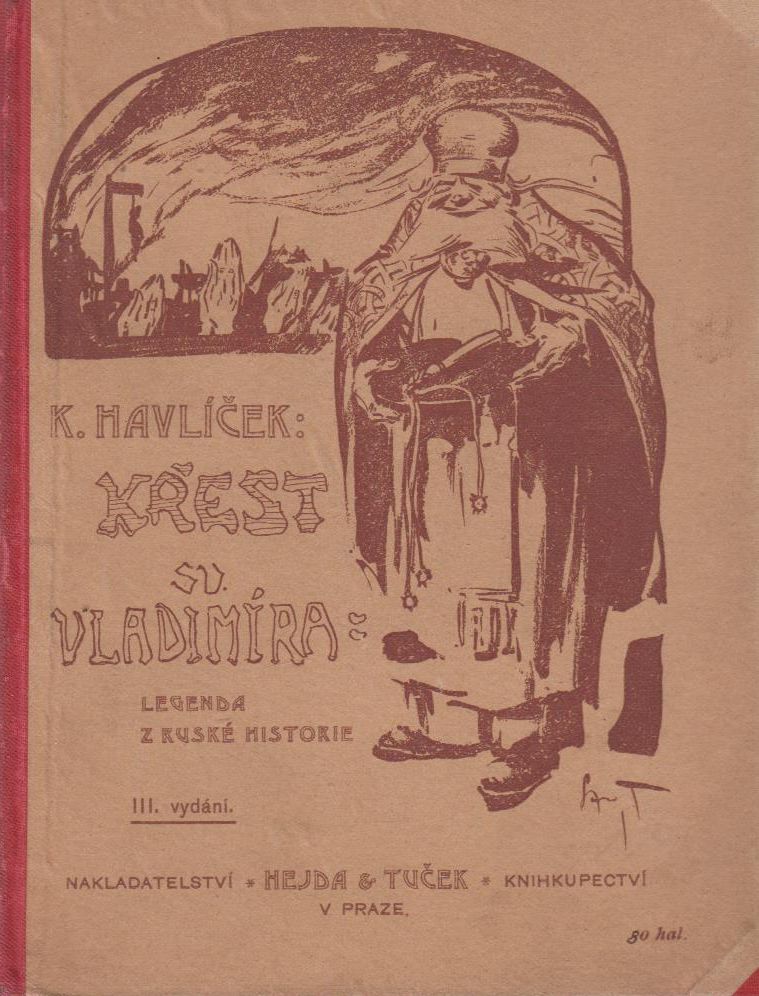 K. HAVLÍČEK:
KŘEST
SV.
VLADIMÍRA:
LEGENDA
Z RUSKÉ HISTORIE
III. vydání.
NAKLADATELSTVÍ * HEJDA & TUČEK * KNIHKUPECTVÍ
V PRAZE.
80 hal.